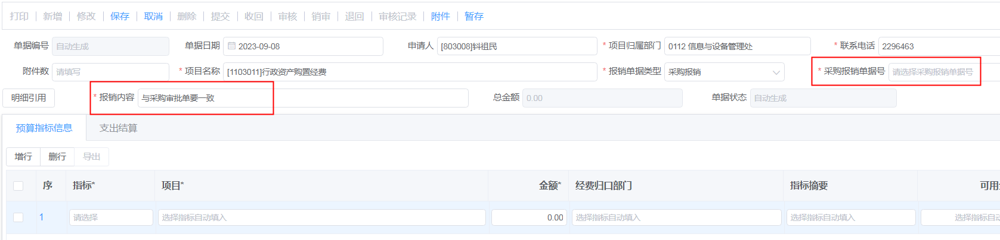 打印 新增 修改 保存 取消 删除 提交 收回 审核 销审 退回 审核记录 附件 暂存
单据编号 自动生成 单据日期 2023-09-08 申请人 [803008]钭祖民 * 项目归属部门 0112 信息与设备管理处 * 联系电话 2296463
附件数 请填写 * 项目名称 [1103011]行政资产购置经费 * 报销单据类型 采购报销 * 采购报销单据号 请选择采购报销单据号
明细引用 * 报销内容 与采购审批单要一致 总金额 0.00 单据状态 自动生成
预算指标信息 支出结算
增行 删行 导出
序 指标* 项目* 金额* 经费归口部门 指标摘要 可用
1 请选择 选择指标自动填入 0.00 选择指标自动填入 选择指标自动填入 选择指标自动